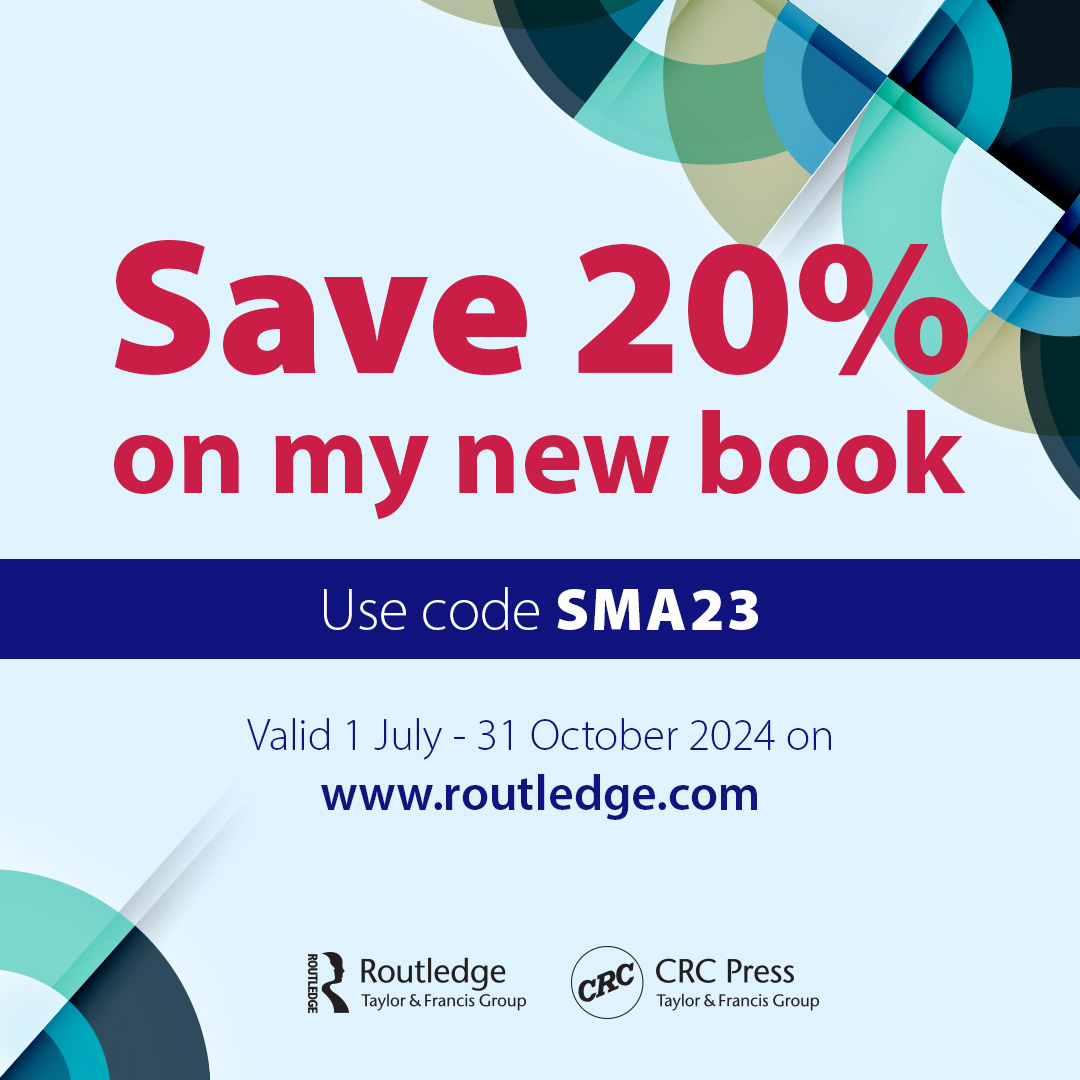 Save 20%
on my new book
Use code SMA23
Valid 1 July - 31 October 2024 on
www.routledge.com
ROUTLEDGE
Routledge
Taylor & Francis Group
CRC
CRC Press
Taylor & Francis Group